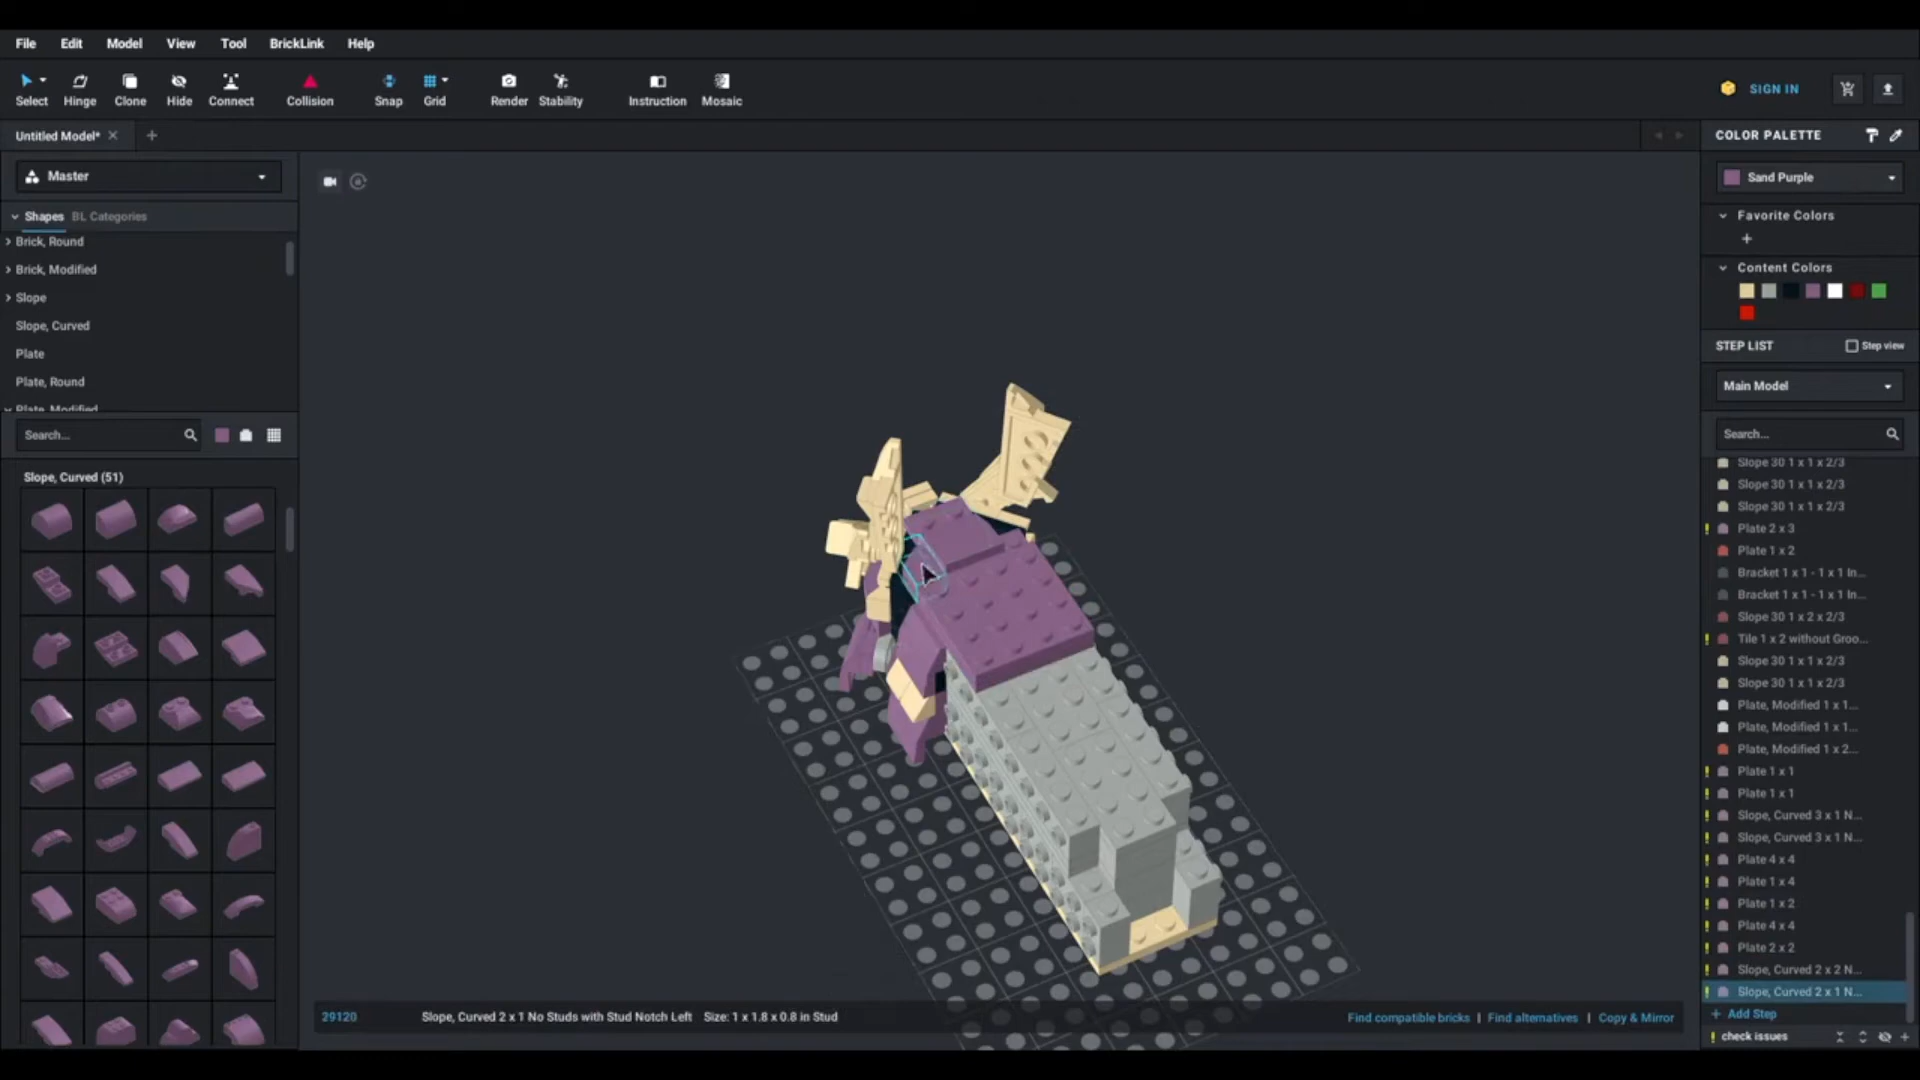 File Edit Model View Tool BrickLink Help
Select Hinge Clone Hide Connect Collision Snap Grid Render Stability Instruction Mosaic SIGN IN
Untitled Model* COLOR PALETTE
Master
Sand Purple
Shapes BL Categories
Favorite Colors
Brick, Round
Brick, Modified
Content Colors
Slope
Slope, Curved
STEP LIST Step view
Plate
Plate, Round
Main Model
Plate, Modified
Search...
Search...
Slope, Curved (51)
Slope 30 1 x 1 x 2/3
Slope 30 1 x 1 x 2/3
Slope 30 1 x 1 x 2/3
Plate 2 x 3
Plate 1 x 2
Bracket 1 x 1 - 1 x 1 In...
Bracket 1 x 1 - 1 x 1 In...
Slope 30 1 x 2 x 2/3
Tile 1 x 2 without Groo...
Slope 30 1 x 1 x 2/3
Slope 30 1 x 1 x 2/3
Plate, Modified 1 x 1...
Plate, Modified 1 x 1...
Plate, Modified 1 x 2...
Plate 1 x 1
Plate 1 x 1
Slope, Curved 3 x 1 N...
Slope, Curved 3 x 1 N...
Plate 4 x 4
Plate 1 x 4
Plate 1 x 2
Plate 4 x 4
Plate 2 x 2
Slope, Curved 2 x 2 N...
Slope, Curved 2 x 1 N...
Add Step
check issues
29120 Slope, Curved 2 x 1 No Studs with Stud Notch Left Size: 1 x 1.8 x 0.8 in Stud Find compatible bricks | Find alternatives | Copy & Mirror